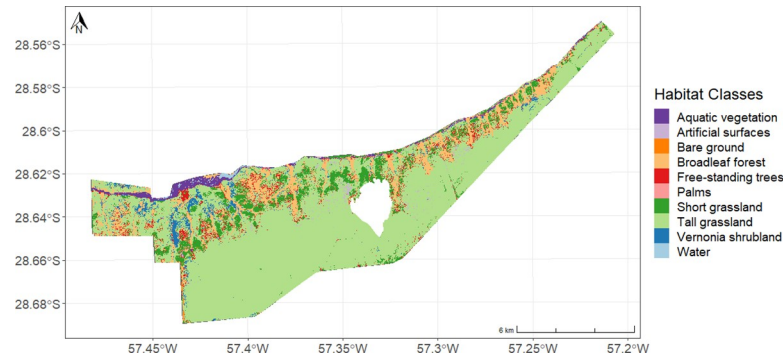 N
28.56°S
28.58°S
28.6°S
28.62°S
28.64°S
28.66°S
28.68°S
57.45°W
57.4°W
57.35°W
57.3°W
57.25°W
57.2°W
6 km
Habitat Classes
Aquatic vegetation
Artificial surfaces
Bare ground
Broadleaf forest
Free-standing trees
Palms
Short grassland
Tall grassland
Vernonia shrubland
Water